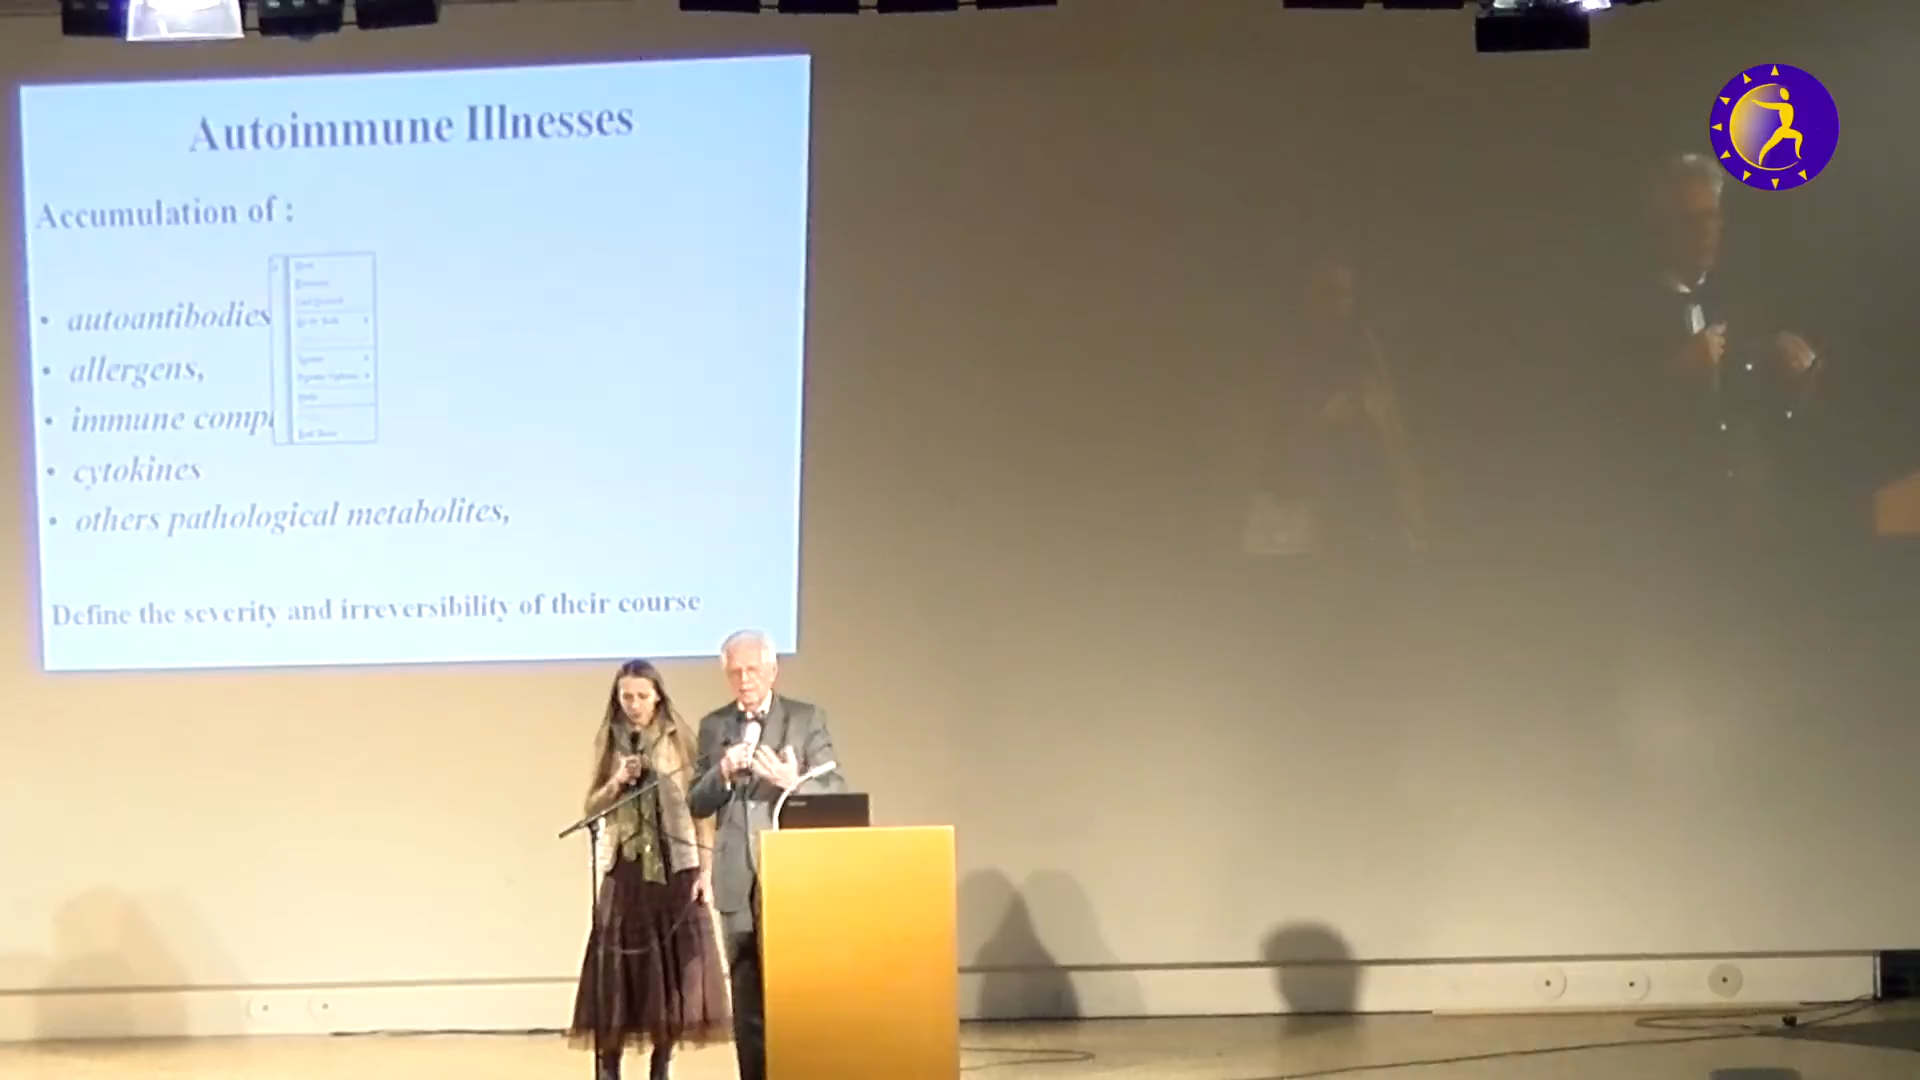 Autoimmune Illnesses
Accumulation of :
• autoantibodies
• allergens,
• immune comp
• cytokines
• others pathological metabolites,
Define the severity and irreversibility of their course